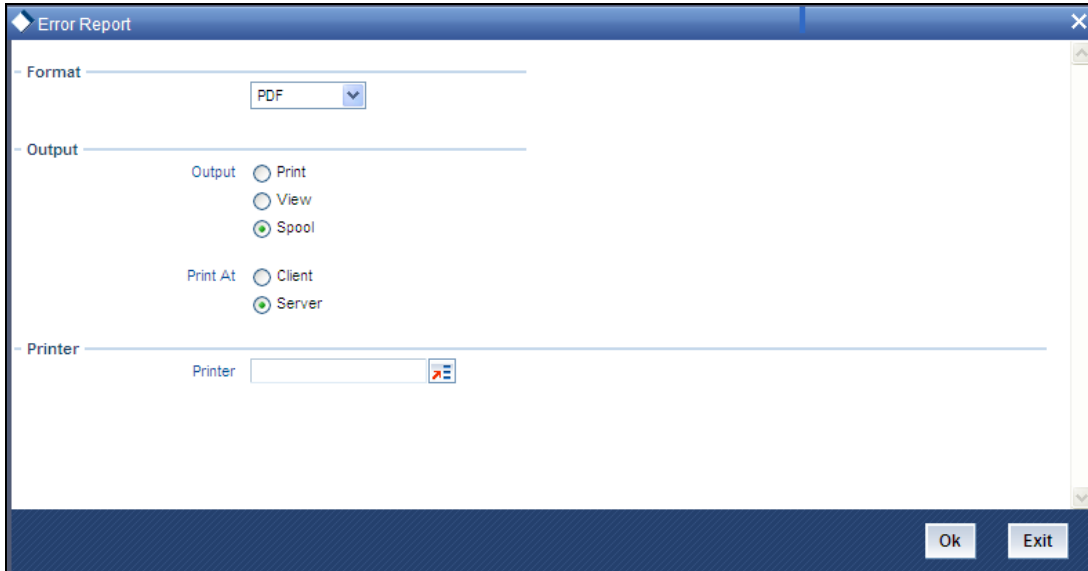 Error Report
Format
PDF
Output
Output Print
View
Spool
Print At Client
Server
Printer
Printer
Ok Exit